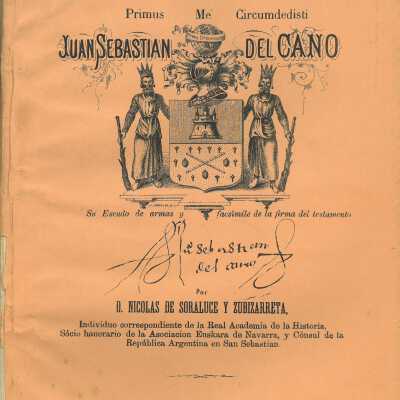 Primus Me Circumdedisti
JUAN SEBASTIAN DEL CANO
Su Escudo de armas y facsimile de la firma del testamento
Sebastian
del cano
Por
D. NICOLAS DE SORALUCE Y ZUBIZARRETA,
Individuo correspondiente de la Real Academia de la Historia,
Sócio honorario de la Asociacion Euskara de Navarra, y Cónsul de la
República Argentina en San Sebastian.